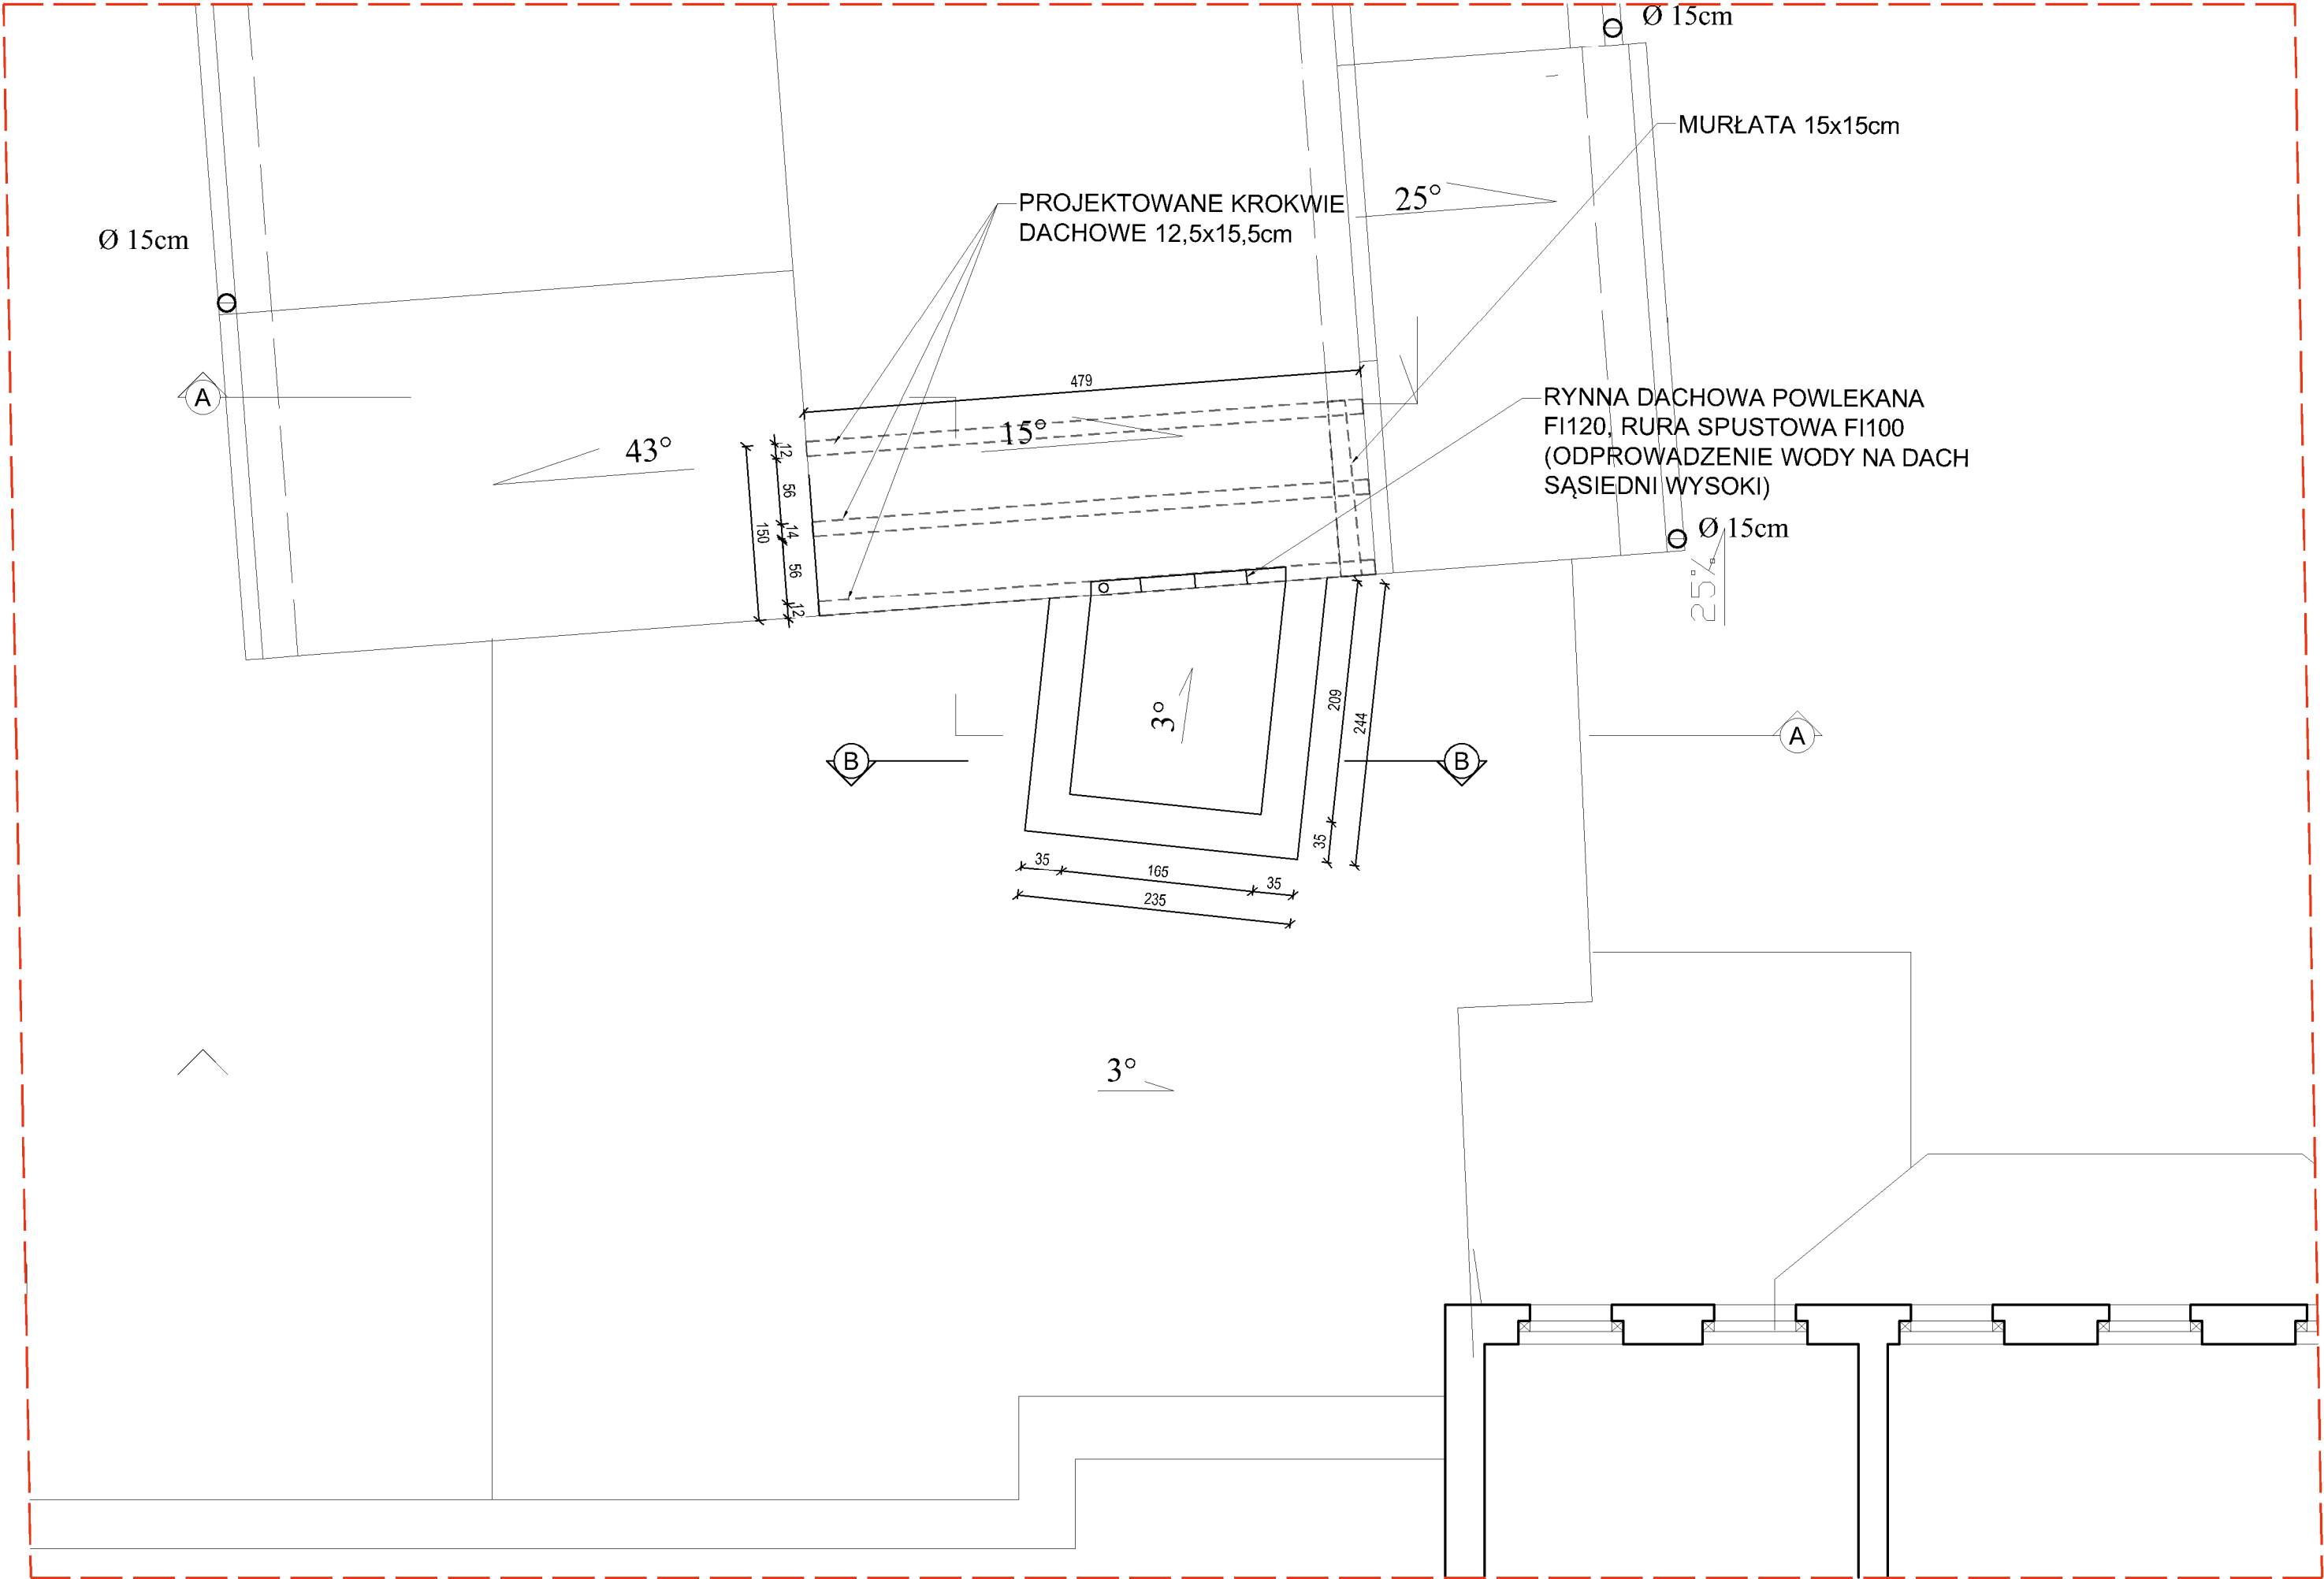 Ø 15cm
MURŁATA 15x15cm
PROJEKTOWANE KROKWIE
DACHOWE 12,5x15,5cm
25°
Ø 15cm
A
479
RYNNA DACHOWA POWLEKANA
FI120, RURA SPUSTOWA FI100
(ODPROWADZENIE WODY NA DACH
SĄSIEDNI WYSOKI)
43°
15°
12
56
150
14
56
12
Ø 15cm
25%
209
244
3°
A
B
B
35
35
165
35
235
3°